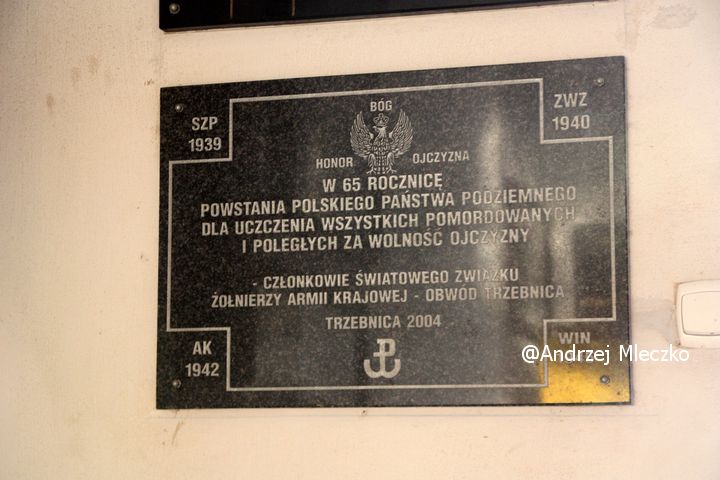 BÓG
SZP
1939
ZWZ
1940
HONOR OJCZYZNA
W 65 ROCZNICĘ
POWSTANIA POLSKIEGO PAŃSTWA PODZIEMNEGO
DLA UCZCZENIA WSZYSTKICH POMORDOWANYCH
I POLEGŁYCH ZA WOLNOŚĆ OJCZYZNY
- CZŁONKOWIE ŚWIATOWEGO ZWIĄZKU
ŻOŁNIERZY ARMII KRAJOWEJ - OBWÓD TRZEBNICA
TRZEBNICA 2004
AK
1942
WIN
@Andrzej Mleczko